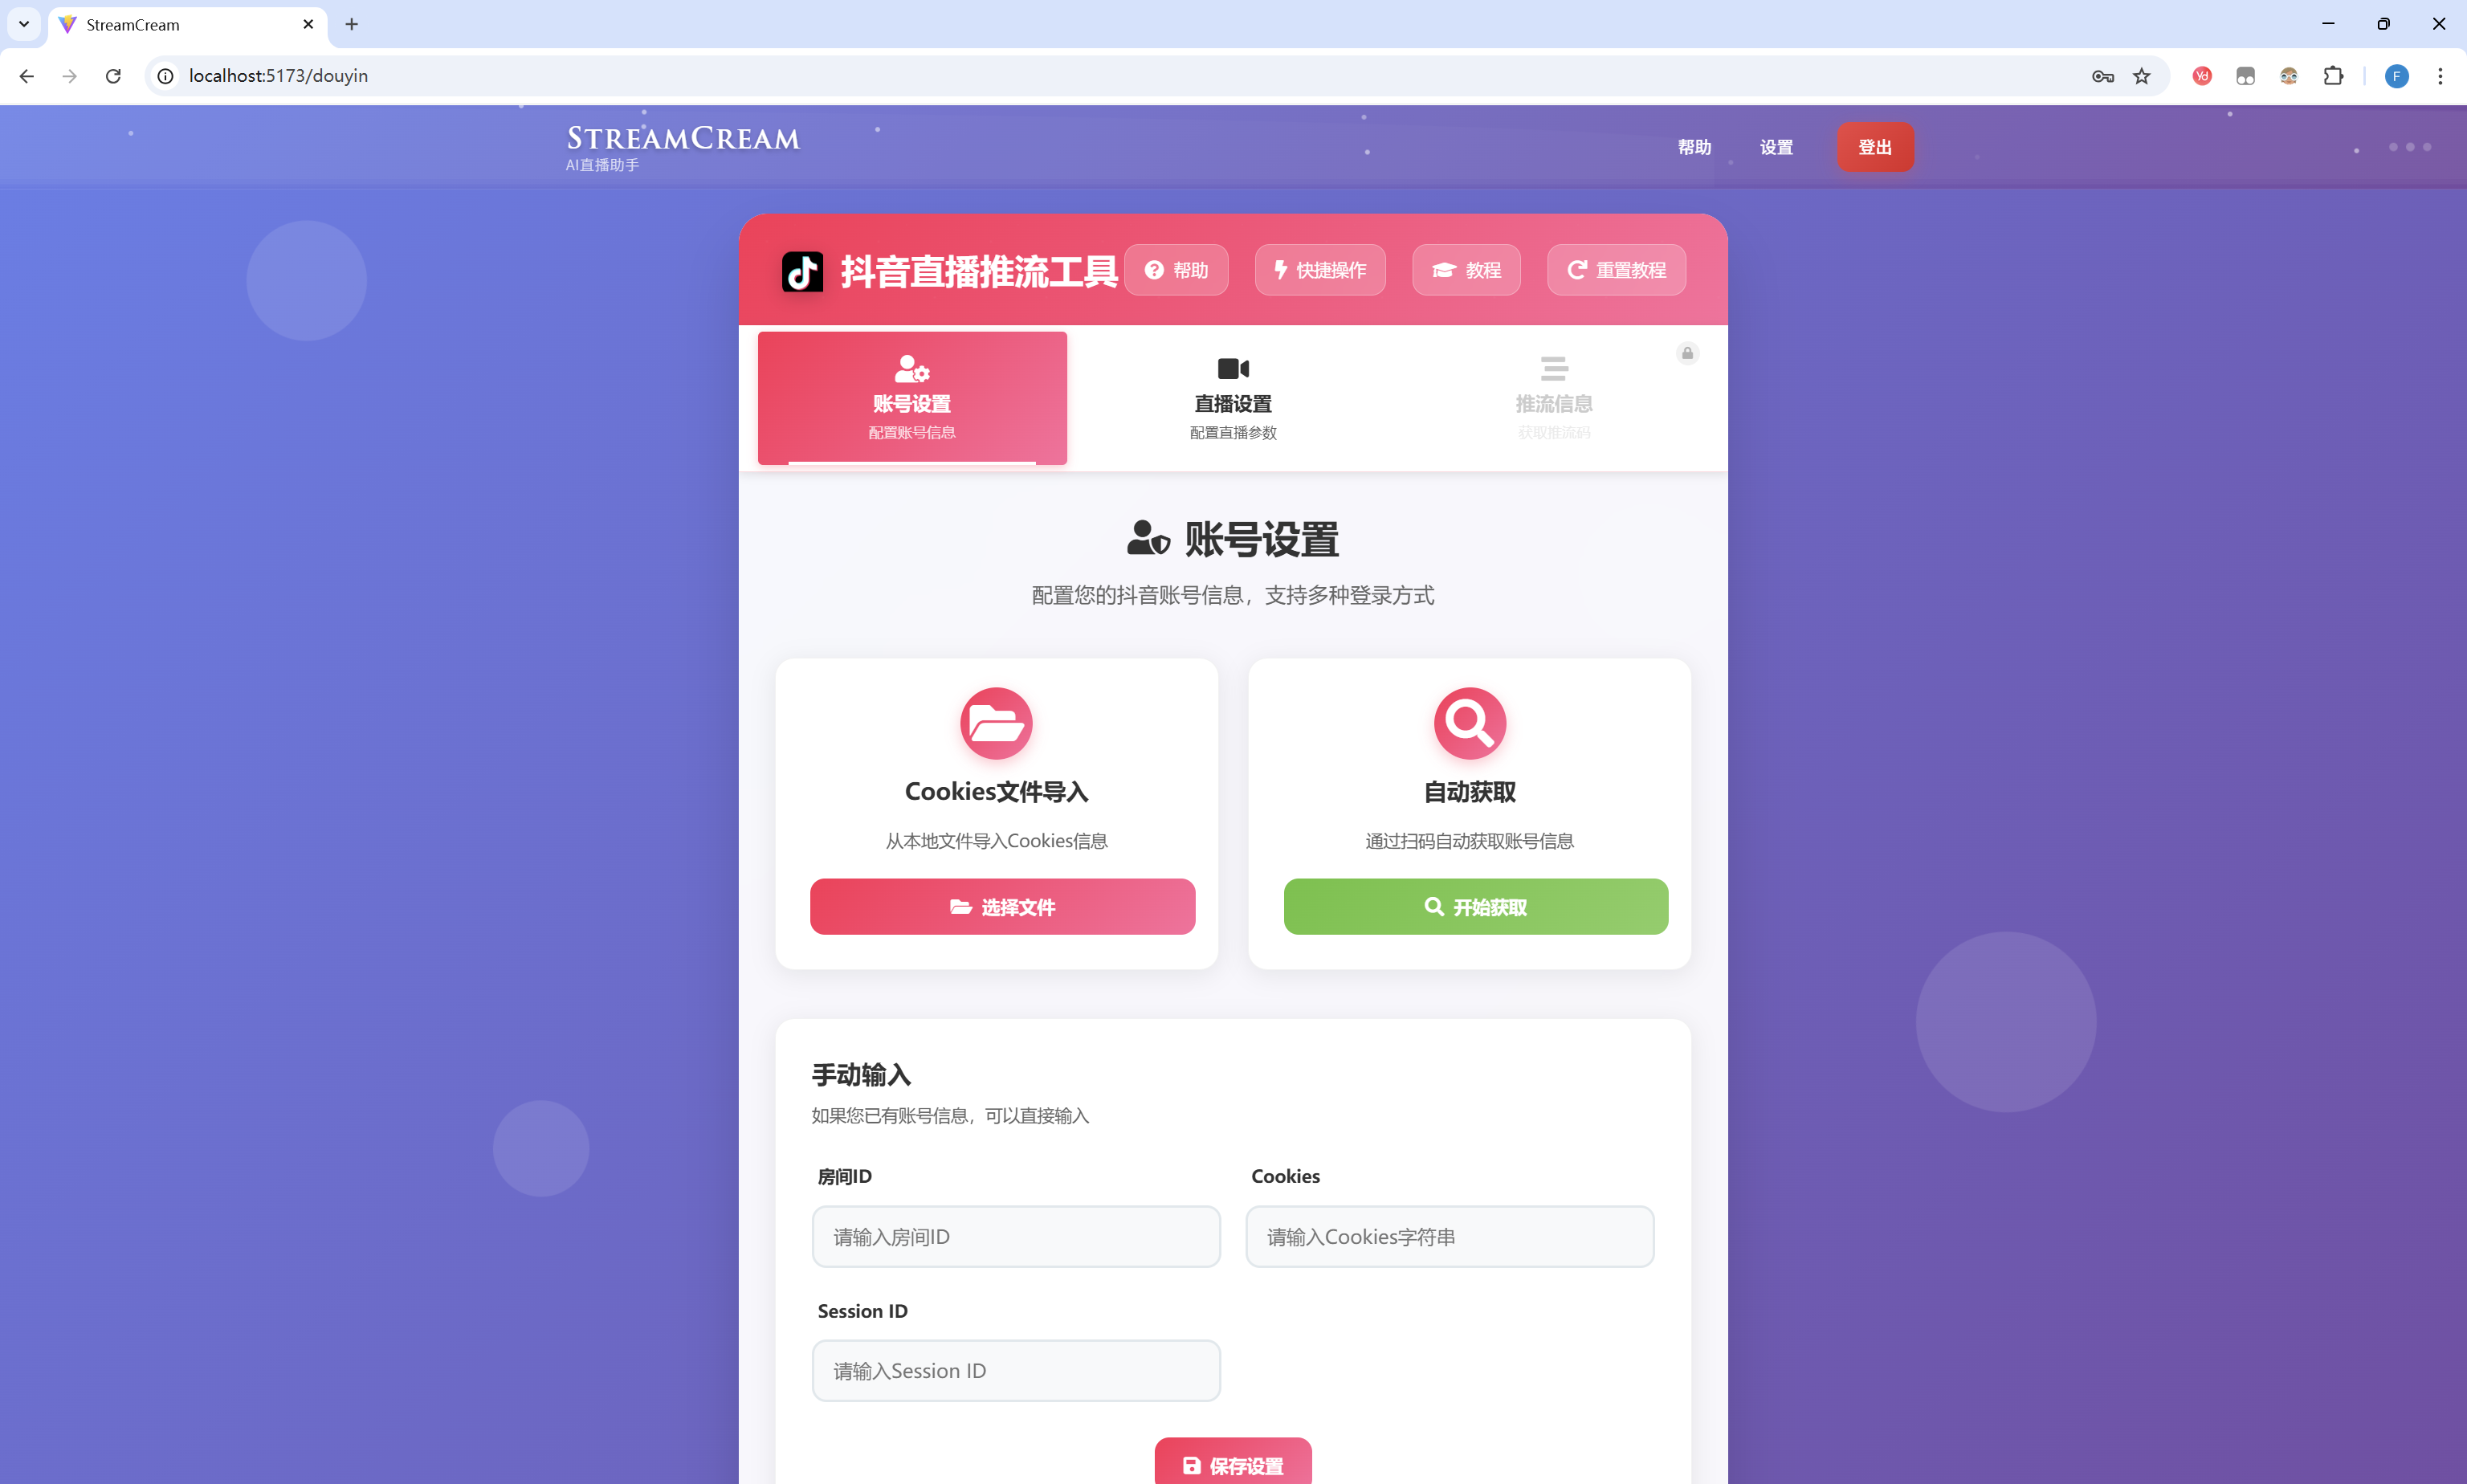 StreamCream
localhost:5173/douyin
Yd
F
StreamCream
AI直播助手
帮助
设置
登出
抖音直播推流工具
帮助
快捷操作
教程
重置教程
账号设置
配置账号信息
直播设置
配置直播参数
推流信息
获取推流码
账号设置
配置您的抖音账号信息，支持多种登录方式
Cookies文件导入
从本地文件导入Cookies信息
选择文件
自动获取
通过扫码自动获取账号信息
开始获取
手动输入
如果您已有账号信息，可以直接输入
房间ID
请输入房间ID
Cookies
请输入Cookies字符串
Session ID
请输入Session ID
保存设置